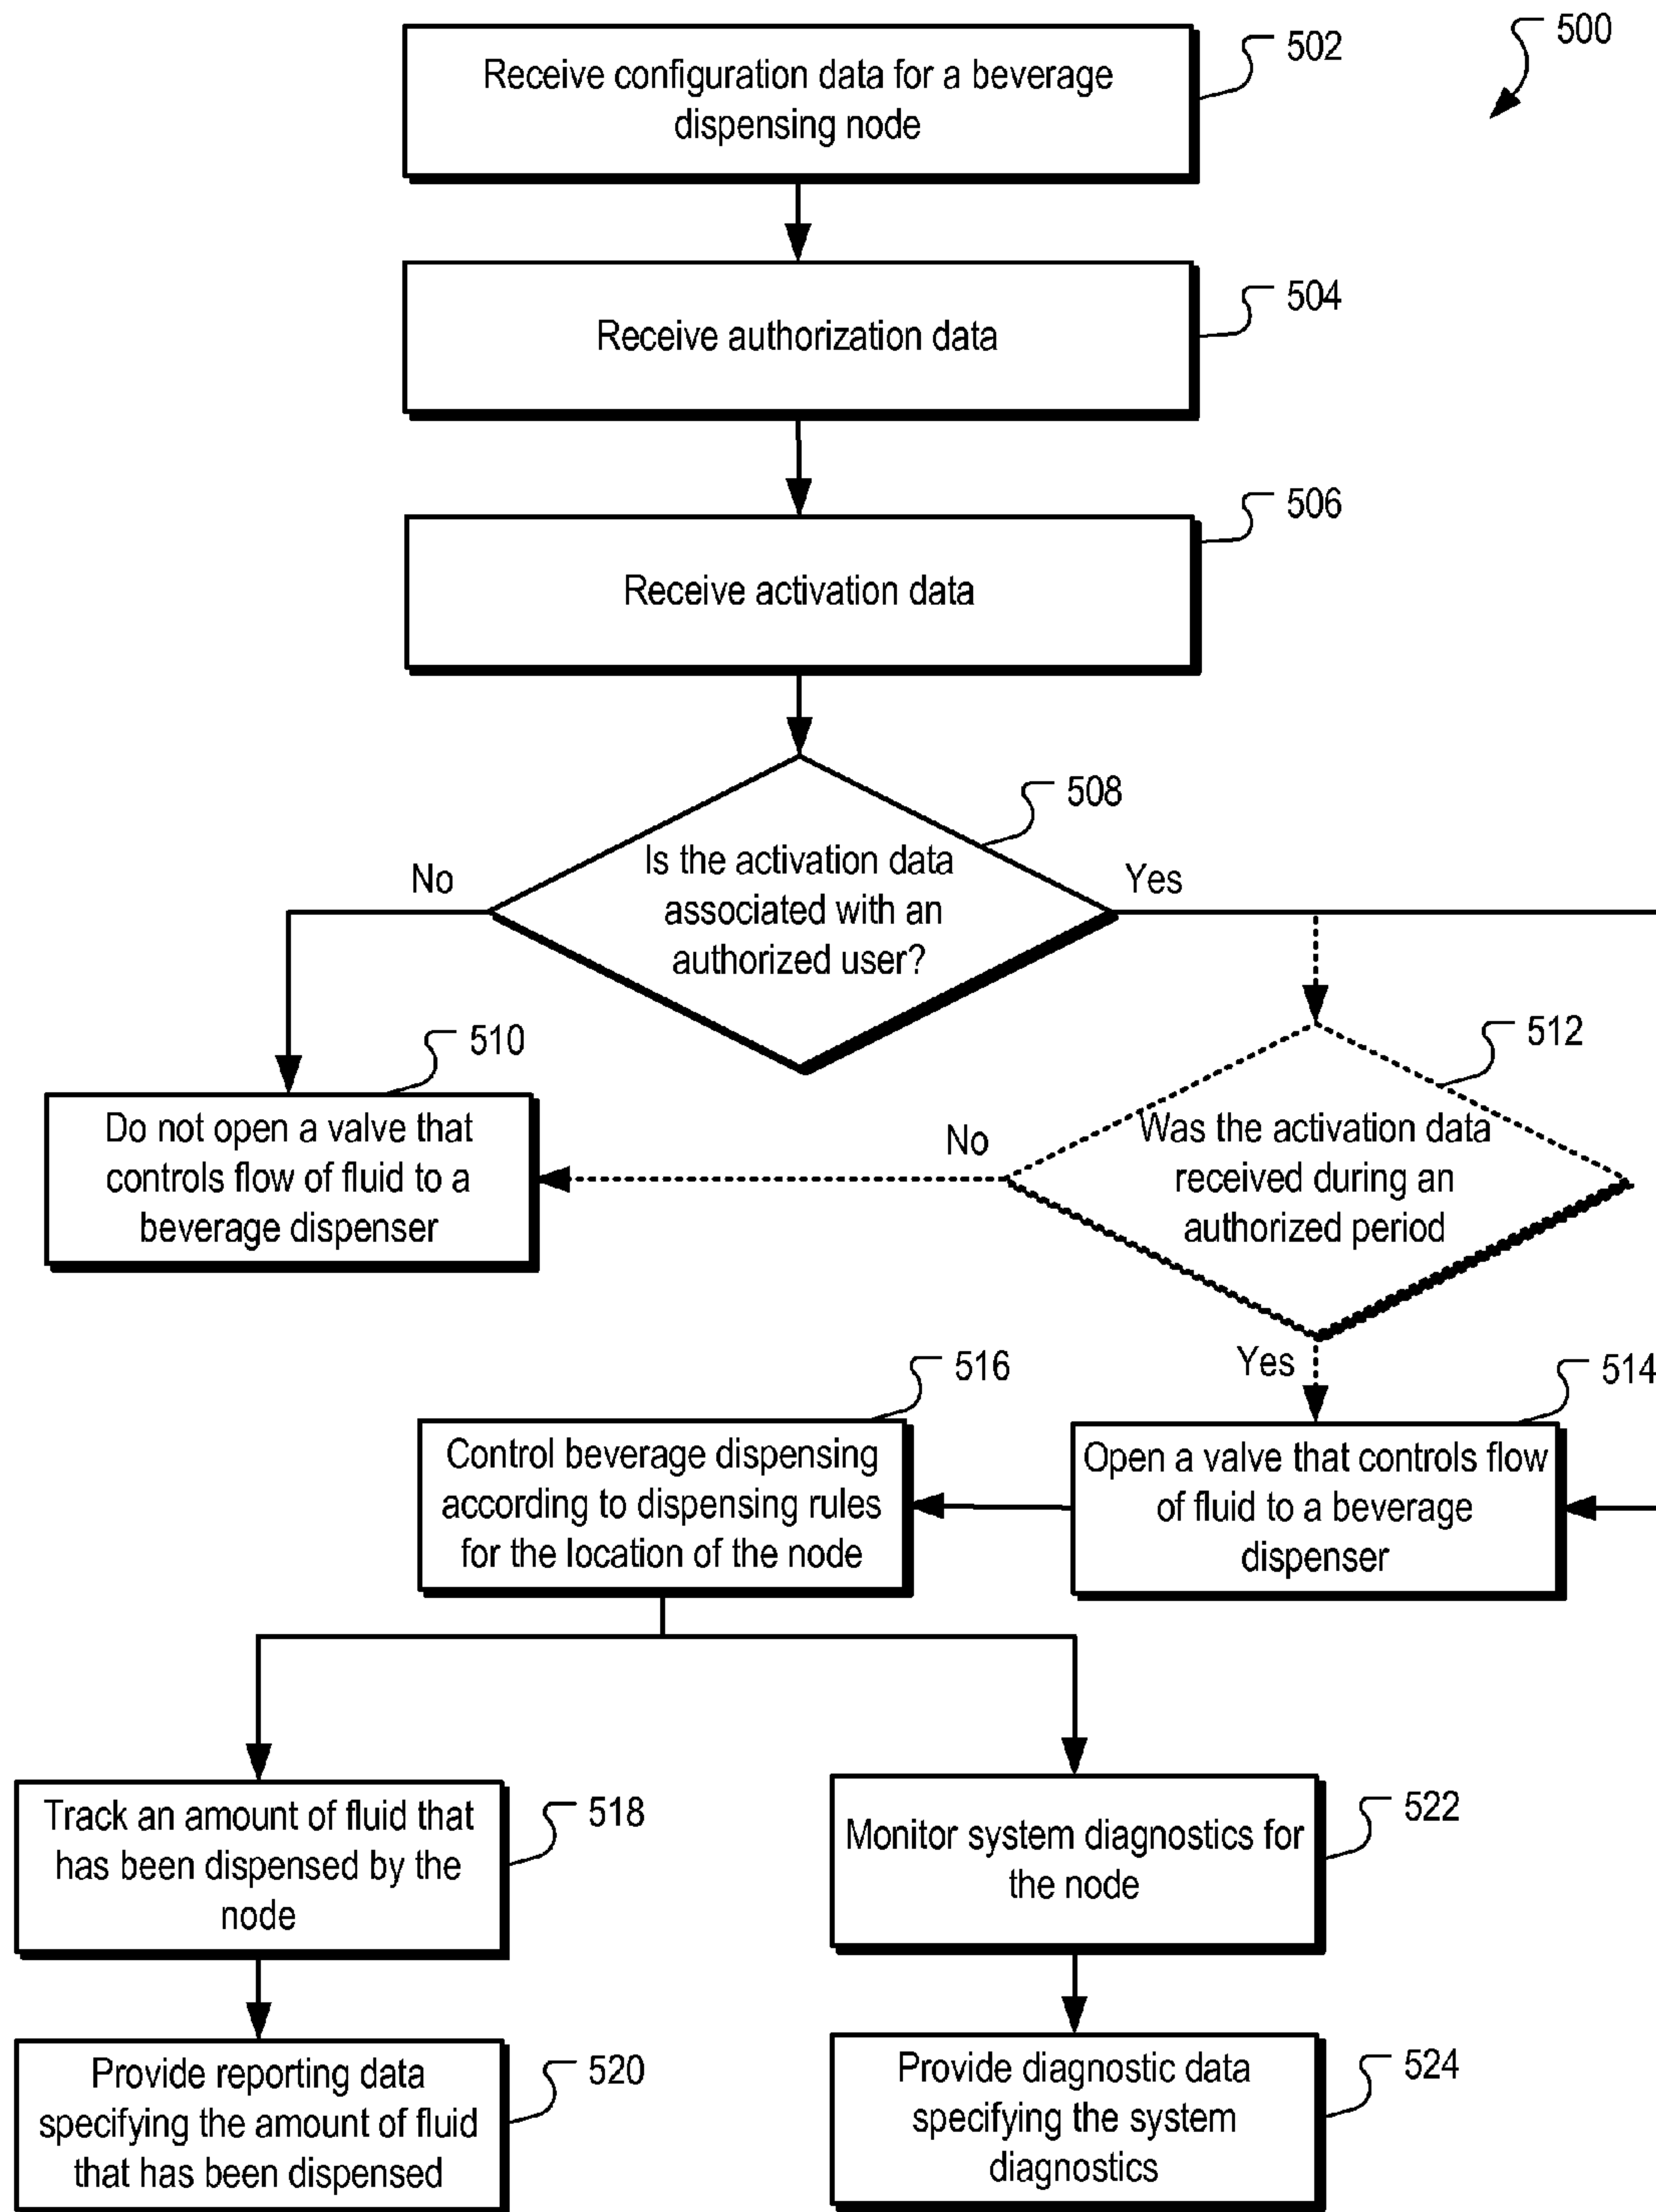 500
Receive configuration data for a beverage
dispensing node
502
Receive authorization data
504
Receive activation data
506
Is the activation data
associated with an
authorized user?
508
No
Yes
Do not open a valve that
controls flow of fluid to a
beverage dispenser
510
Was the activation data
received during an
authorized period
512
No
Yes
Open a valve that controls flow
of fluid to a beverage
dispenser
514
Control beverage dispensing
according to dispensing rules
for the location of the node
516
Track an amount of fluid that
has been dispensed by the
node
518
Provide reporting data
specifying the amount of fluid
that has been dispensed
520
Monitor system diagnostics for
the node
522
Provide diagnostic data
specifying the system
diagnostics
524